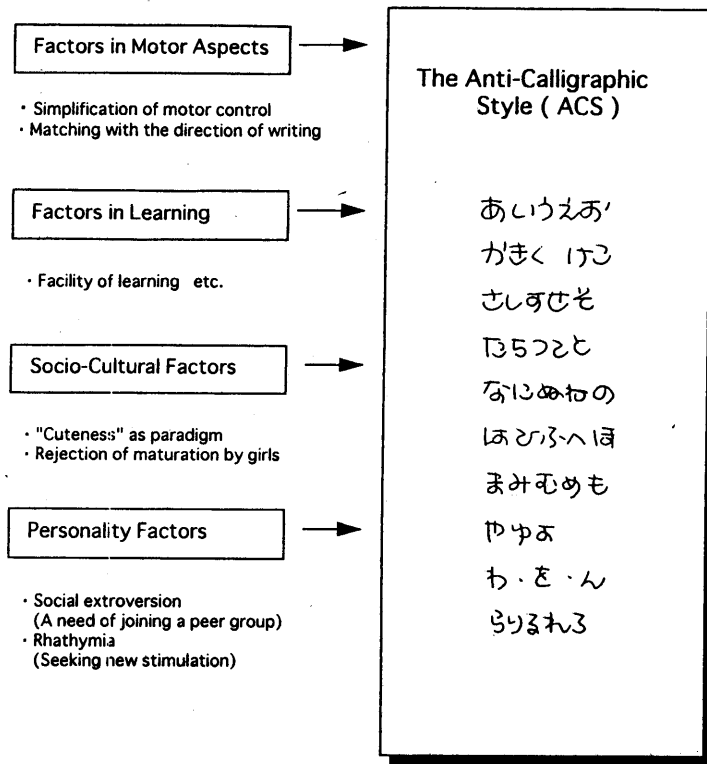 Factors in Motor Aspects
· Simplification of motor control
· Matching with the direction of writing
Factors in Learning
· Facility of learning etc.
Socio-Cultural Factors
· "Cuteness" as paradigm
· Rejection of maturation by girls
Personality Factors
· Social extroversion
(A need of joining a peer group)
· Rhathymia
(Seeking new stimulation)
The Anti-Calligraphic
Style ( ACS )
あいうえお
かきくけこ
さしすせそ
たちつてと
なにぬねの
はひふへほ
まみむめも
やゆよ
わ・を・ん
らりるれろ